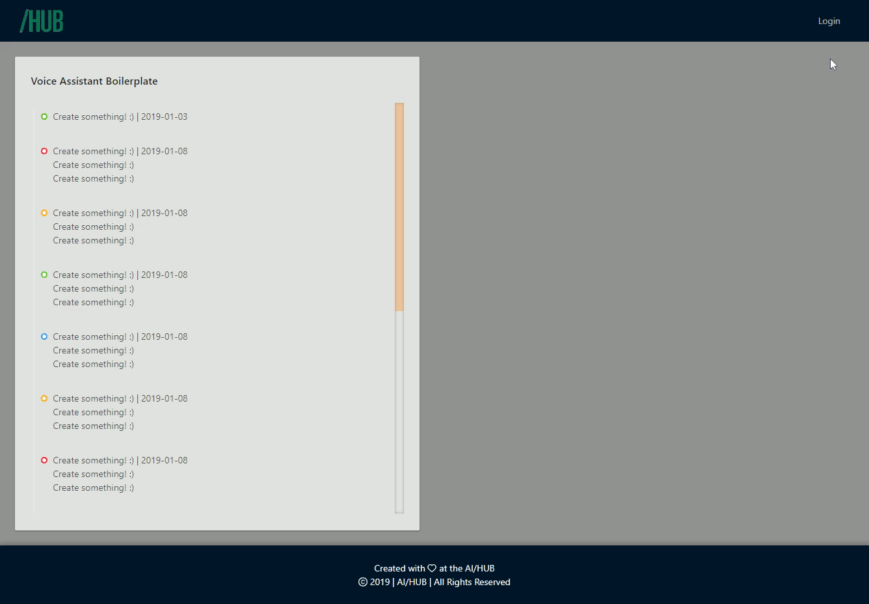 /HUB
Login
Voice Assistant Boilerplate
Create something! :) | 2019-01-03
Create something! :) | 2019-01-08
Create something! :)
Create something! :)
Create something! :) | 2019-01-08
Create something! :)
Create something! :)
Create something! :) | 2019-01-08
Create something! :)
Create something! :)
Create something! :) | 2019-01-08
Create something! :)
Create something! :)
Create something! :) | 2019-01-08
Create something! :)
Create something! :)
Create something! :) | 2019-01-08
Create something! :)
Create something! :)
Created with ♡ at the AI/HUB
© 2019 | AI/HUB | All Rights Reserved